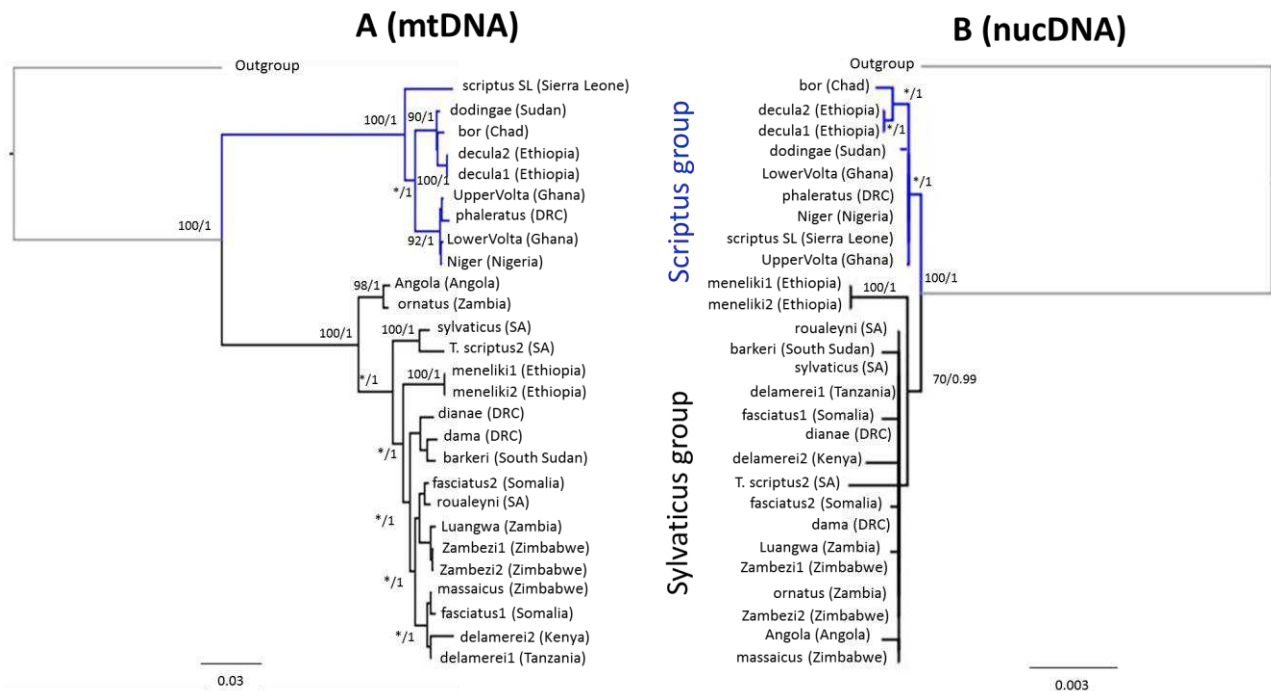 A (mtDNA)
Outgroup
scriptus SL (Sierra Leone)
dodingae (Sudan)
90/1
bor (Chad)
100/1
decula2 (Ethiopia)
decula1 (Ethiopia)
100/1
*/1
UpperVolta (Ghana)
phaleratus (DRC)
100/1
92/1
LowerVolta (Ghana)
Niger (Nigeria)
Angola (Angola)
98/1
ornatus (Zambia)
100/1
100/1
sylvaticus (SA)
T. scriptus2 (SA)
*/1
100/1
meneliki1 (Ethiopia)
meneliki2 (Ethiopia)
dianae (DRC)
dama (DRC)
*/1
barkeri (South Sudan)
fasciatus2 (Somalia)
roualeyni (SA)
*/1
Luangwa (Zambia)
Zambezi1 (Zimbabwe)
Zambezi2 (Zimbabwe)
*/1
massaicus (Zimbabwe)
fasciatus1 (Somalia)
*/1
delamerei2 (Kenya)
delamerei1 (Tanzania)
0.03
Scriptus group
Sylvaticus group
B (nucDNA)
Outgroup
bor (Chad)
*/1
decula2 (Ethiopia)
*/1
decula1 (Ethiopia)
dodingae (Sudan)
LowerVolta (Ghana)
*/1
phaleratus (DRC)
Niger (Nigeria)
scriptus SL (Sierra Leone)
UpperVolta (Ghana)
100/1
meneliki1 (Ethiopia)
100/1
meneliki2 (Ethiopia)
roualeyni (SA)
barkeri (South Sudan)
sylvaticus (SA)
70/0.99
delamerei1 (Tanzania)
fasciatus1 (Somalia)
dianae (DRC)
delamerei2 (Kenya)
T. scriptus2 (SA)
fasciatus2 (Somalia)
dama (DRC)
Luangwa (Zambia)
Zambezi1 (Zimbabwe)
ornatus (Zambia)
Zambezi2 (Zimbabwe)
Angola (Angola)
massaicus (Zimbabwe)
0.003